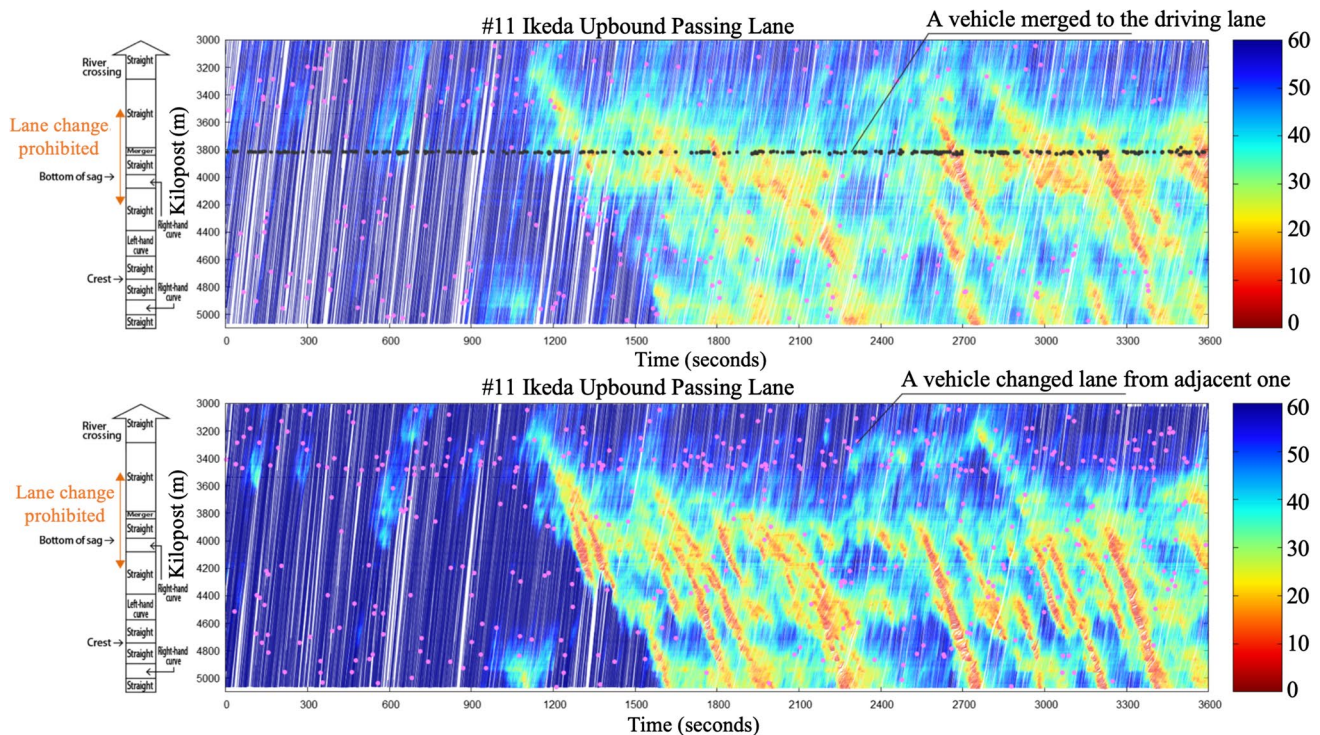 #11 Ikeda Upbound Passing Lane
A vehicle merged to the driving lane
River crossing
Lane change prohibited
Bottom of sag
Crest
Straight
Straight
Merger
Straight
Straight
Left-hand curve
Straight
Straight
Straight
Right-hand curve
Right-hand curve
Kilopost (m)
3000
3200
3400
3600
3800
4000
4200
4400
4600
4800
5000
0 300 600 900 1200 1500 1800 2100 2400 2700 3000 3300 3600
Time (seconds)
60
50
40
30
20
10
0
#11 Ikeda Upbound Passing Lane
A vehicle changed lane from adjacent one
River crossing
Lane change prohibited
Bottom of sag
Crest
Straight
Straight
Merger
Straight
Straight
Left-hand curve
Straight
Straight
Straight
Right-hand curve
Right-hand curve
Kilopost (m)
3000
3200
3400
3600
3800
4000
4200
4400
4600
4800
5000
0 300 600 900 1200 1500 1800 2100 2400 2700 3000 3300 3600
Time (seconds)
60
50
40
30
20
10
0